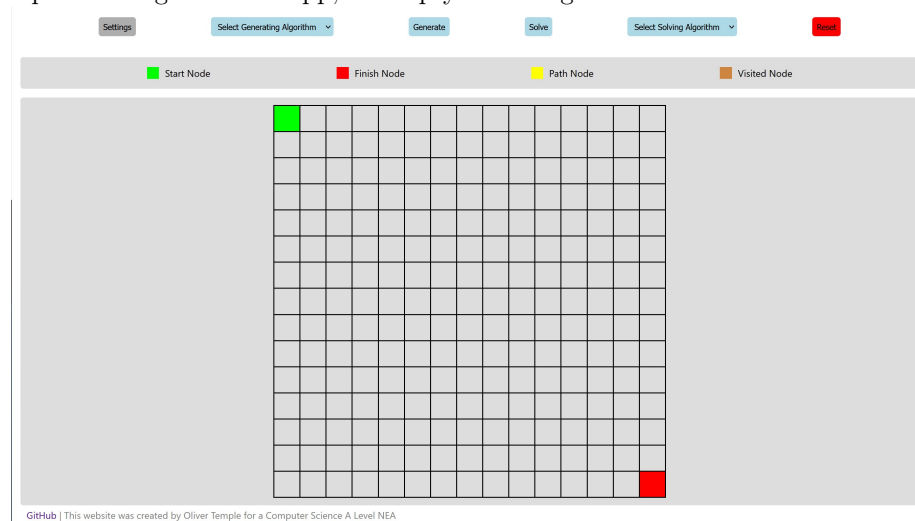 Settings Select Generating Algorithm Generate Solve Select Solving Algorithm Reset
Start Node Finish Node Path Node Visited Node
GitHub | This website was created by Oliver Temple for a Computer Science A Level NEA